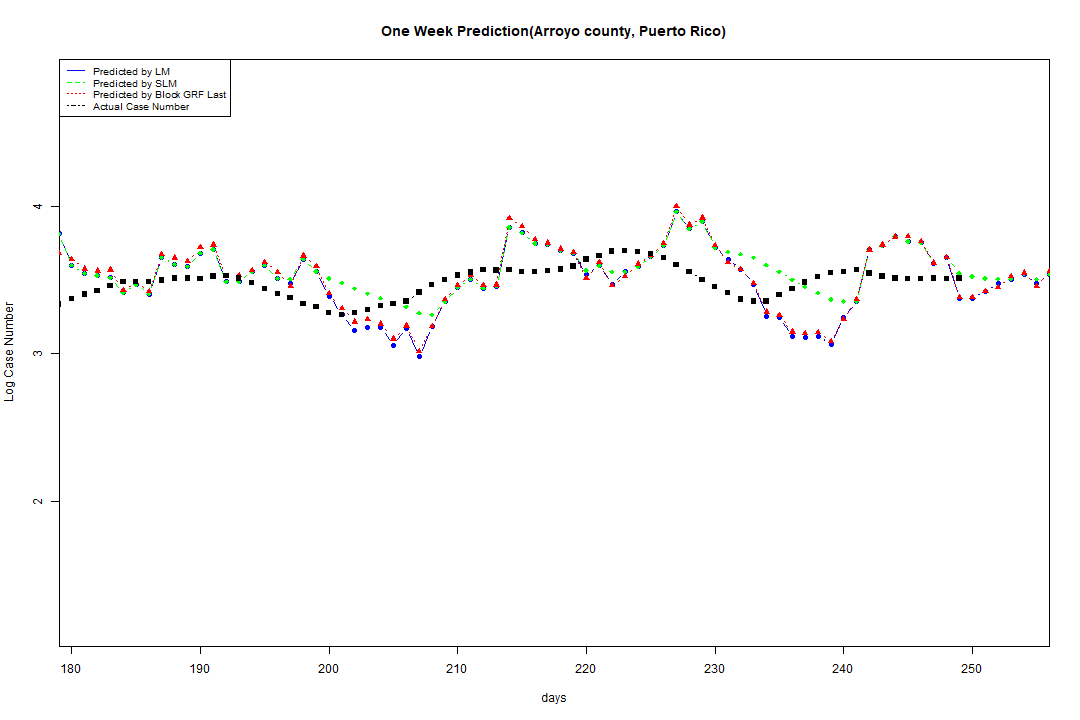 One Week Prediction(Arroyo county, Puerto Rico)
Predicted by LM
Predicted by SLM
Predicted by Block GRF Last
Actual Case Number
4
3
2
Log Case Number
180 190 200 210 220 230 240 250
days